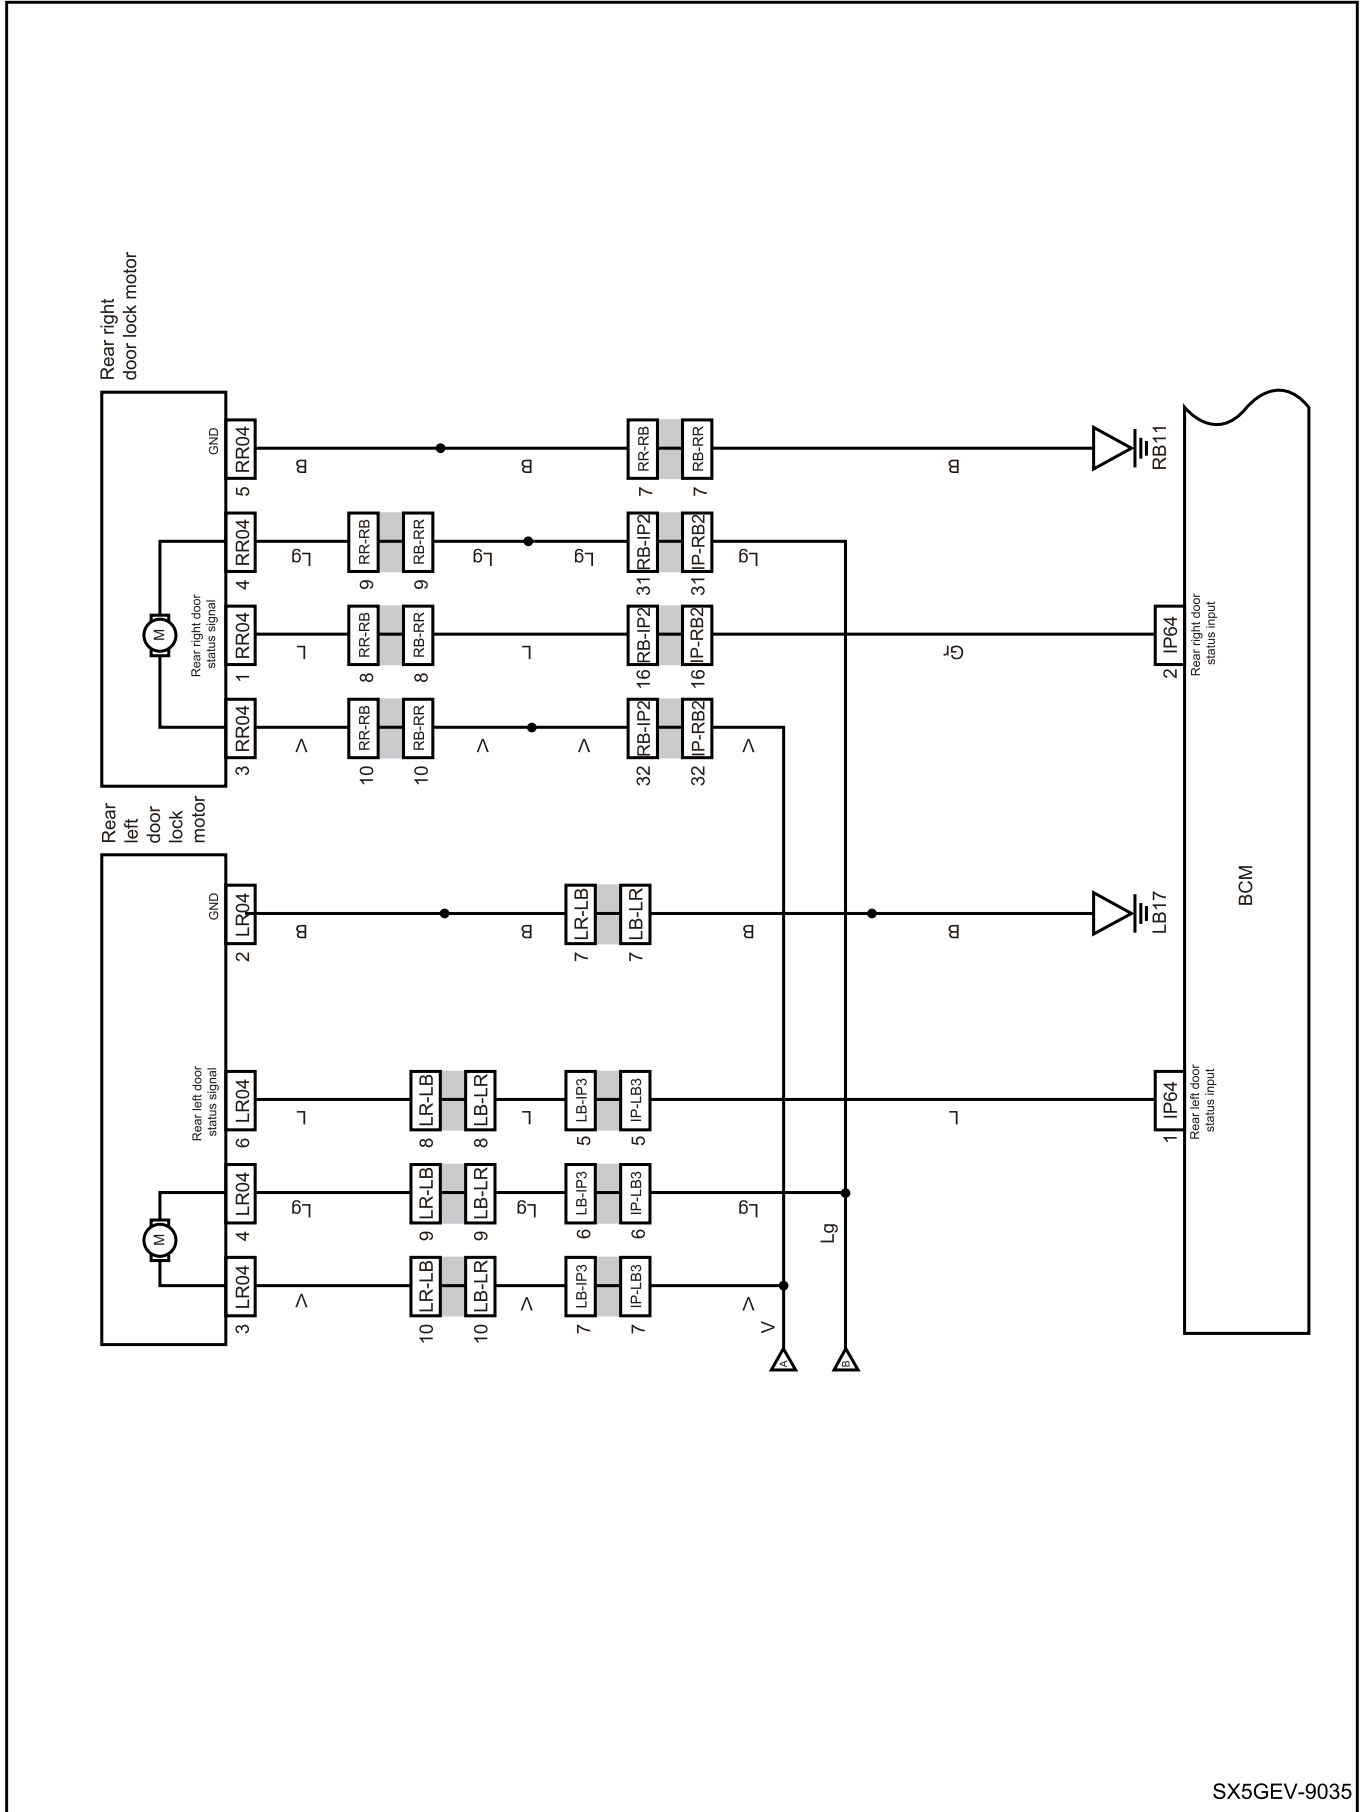 Rear left door lock motor
Rear right door lock motor
M
M
Rear left door status signal
GND
Rear right door status signal
GND
3 LR04
4 LR04
6 LR04
2 LR04
3 RR04
1 RR04
4 RR04
5 RR04
V
Lg
L
B
V
L
Lg
B
10 RR-RB
8 RR-RB
9 RR-RB
10 RB-RR
8 RB-RR
9 RB-RR
10 LR-LB
9 LR-LB
8 LR-LB
10 LB-LR
9 LB-LR
8 LB-LR
V
Lg
L
B
V
L
Lg
Lg
V
B
7 LB-IP3
6 LB-IP3
5 LB-IP3
7 LR-LB
32 RB-IP2
16 RB-IP2
31 RB-IP2
7 RR-RB
7 IP-LB3
6 IP-LB3
5 IP-LB3
7 LB-LR
32 IP-RB2
16 IP-RB2
31 IP-RB2
7 RB-RR
V
Lg
B
V
Lg
V
Lg
A
B
L
B
Gr
B
LB17
RB11
1 IP64
2 IP64
Rear left door status input
Rear right door status input
BCM
SX5GEV-9035